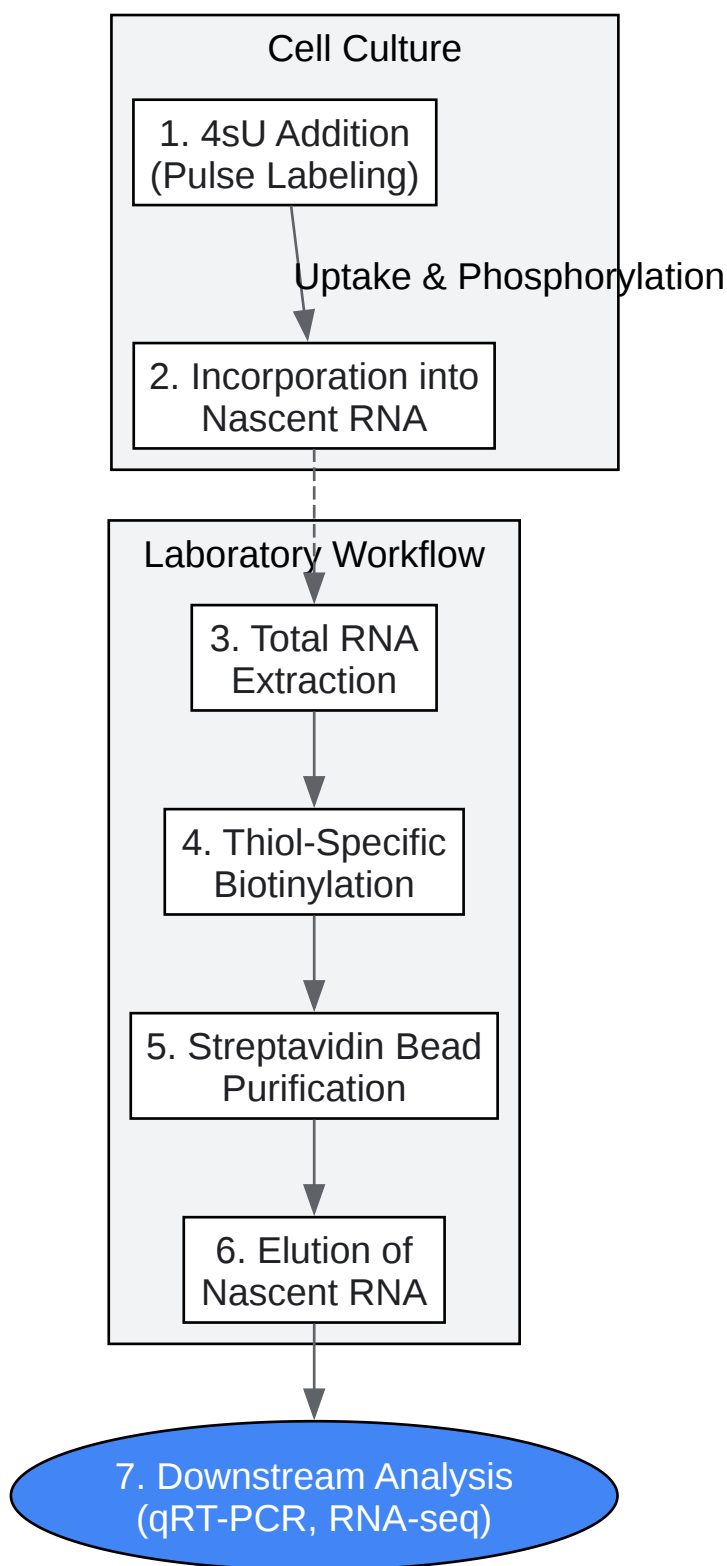 Cell Culture
1. 4sU Addition
(Pulse Labeling)
Uptake & Phosphorylation
2. Incorporation into
Nascent RNA
Laboratory Workflow
3. Total RNA
Extraction
4. Thiol-Specific
Biotinylation
5. Streptavidin Bead
Purification
6. Elution of
Nascent RNA
7. Downstream Analysis
(qRT-PCR, RNA-seq)